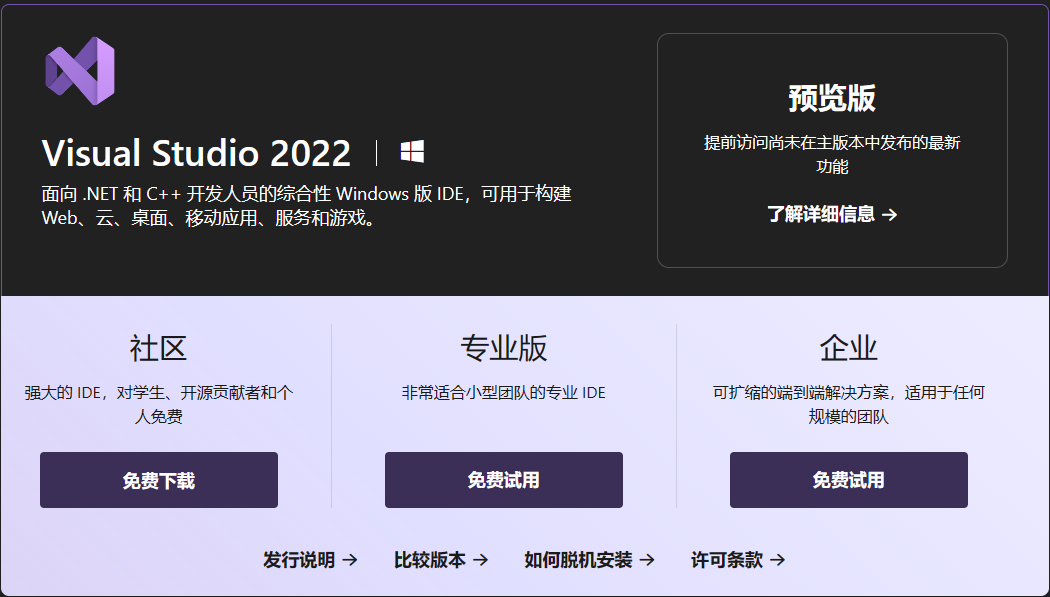 Visual Studio 2022
面向 .NET 和 C++ 开发人员的综合性 Windows 版 IDE，可用于构建
Web、云、桌面、移动应用、服务和游戏。
预览版
提前访问尚未在主版本中发布的最新
功能
了解详细信息 →
社区
强大的 IDE，对学生、开源贡献者和个
人免费
免费下载
专业版
非常适合小型团队的专业 IDE
免费试用
企业
可扩缩的端到端解决方案，适用于任何
规模的团队
免费试用
发行说明 → 比较版本 → 如何脱机安装 → 许可条款 →